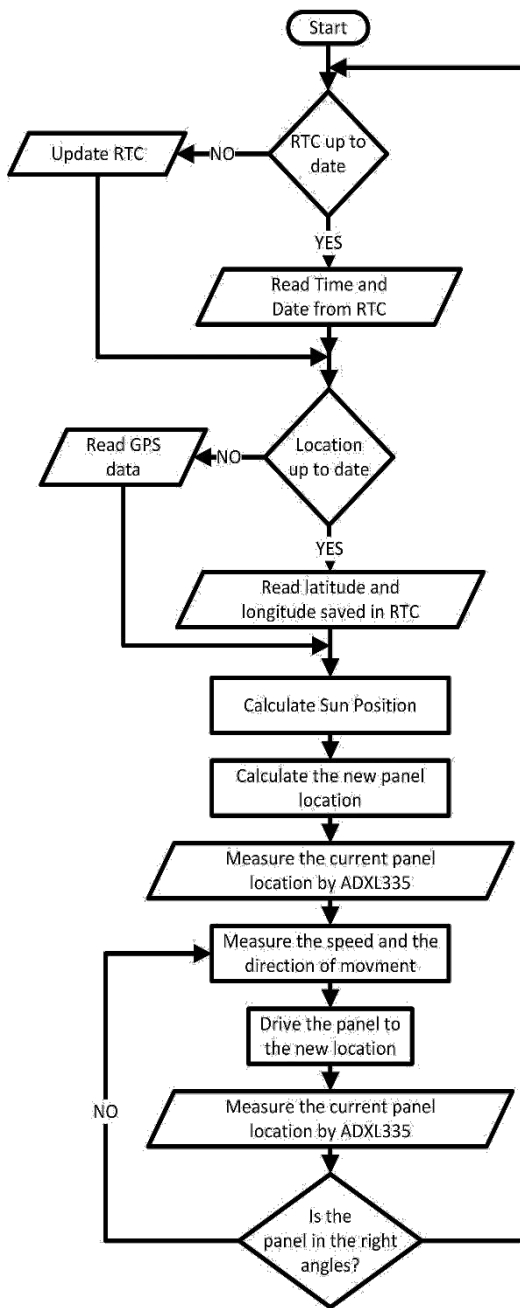 Start
RTC up to
date
NO
Update RTC
YES
Read Time and
Date from RTC
Location
up to date
NO
Read GPS
data
YES
Read latitude and
longitude saved in RTC
Calculate Sun Position
Calculate the new panel
location
Measure the current panel
location by ADXL335
Measure the speed and the
direction of movment
Drive the panel to
the new location
Measure the current panel
location by ADXL335
NO
Is the
panel in the right
angles?